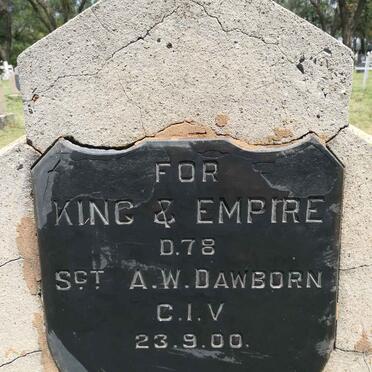 FOR
KING & EMPIRE
D.78
SGT A.W. DAWBORN
C.I.V
23.9.00.